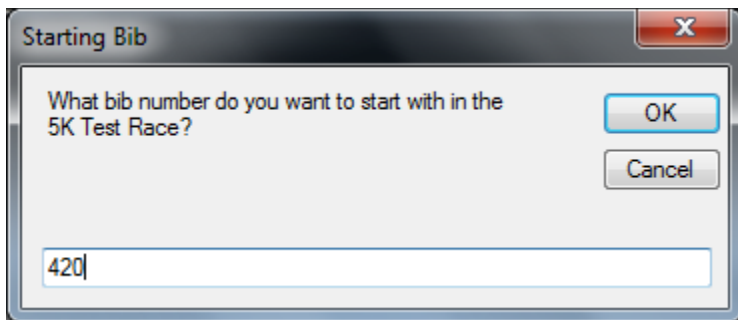 Starting Bib
What bib number do you want to start with in the
5K Test Race?
OK
Cancel
420